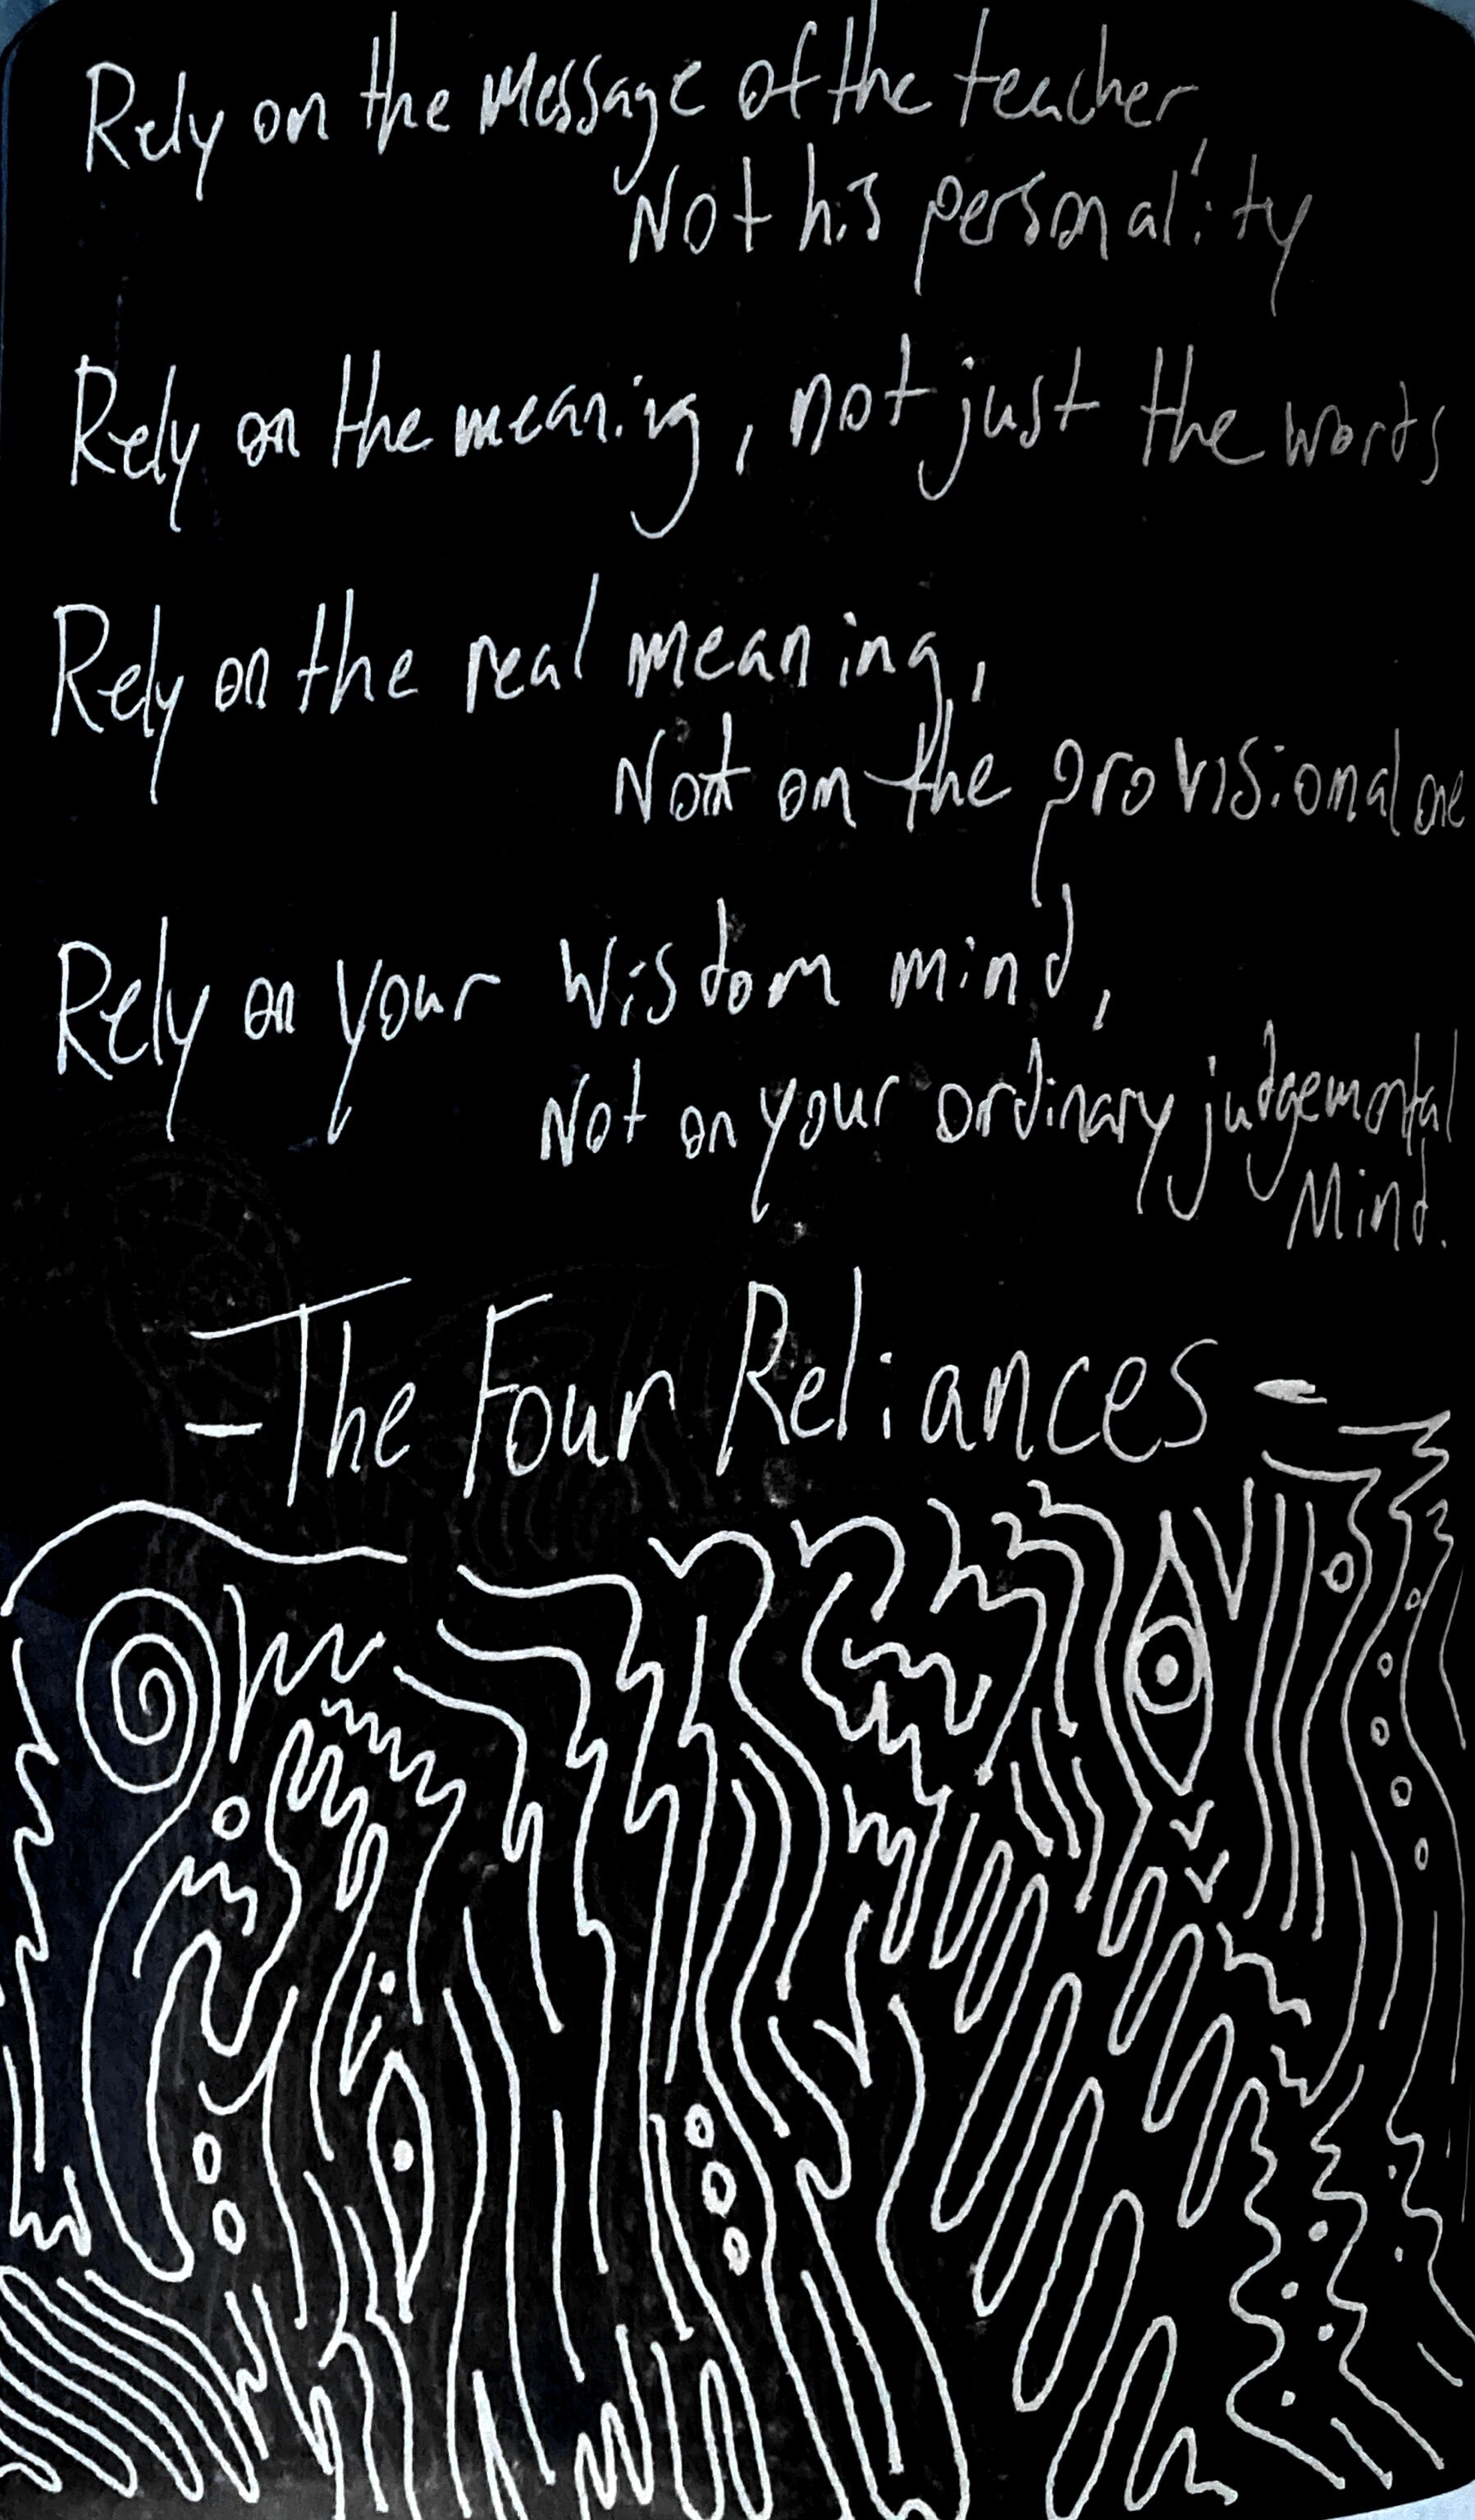 Rely on the Message of the teacher,
Not his personality
Rely on the meaning, not just the words
Rely on the real meaning,
Not on the provisional one
Rely on your Wisdom mind,
Not on your ordinary judgemental
Mind.
-The Four Reliances-